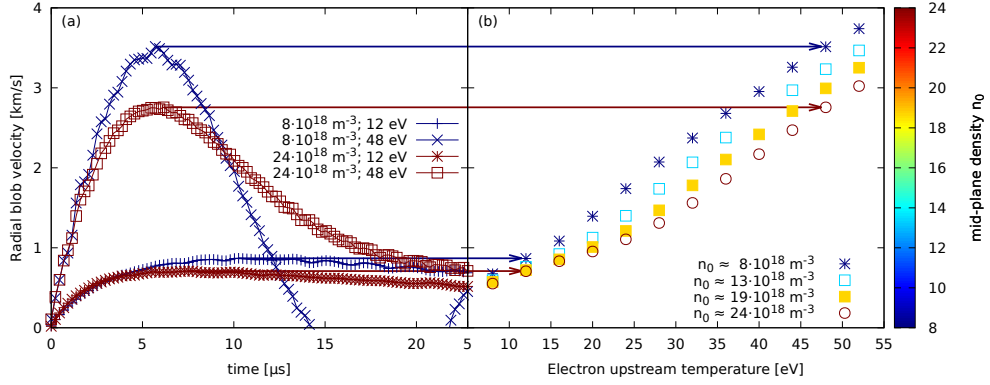 (a)
(b)
Radial blob velocity (km/s)
4
3
2
1
0
8·10¹⁸ m⁻³; 12 eV
8·10¹⁸ m⁻³; 48 eV
24·10¹⁸ m⁻³; 12 eV
24·10¹⁸ m⁻³; 48 eV
0 5 10 15 20
time [μs]
n₀ ≈ 8·10¹⁸ m⁻³
n₀ ≈ 13·10¹⁸ m⁻³
n₀ ≈ 19·10¹⁸ m⁻³
n₀ ≈ 24·10¹⁸ m⁻³
5 10 15 20 25 30 35 40 45 50 55
Electron upstream temperature [eV]
24
22
20
18
16
14
12
10
8
mid-plane density n₀